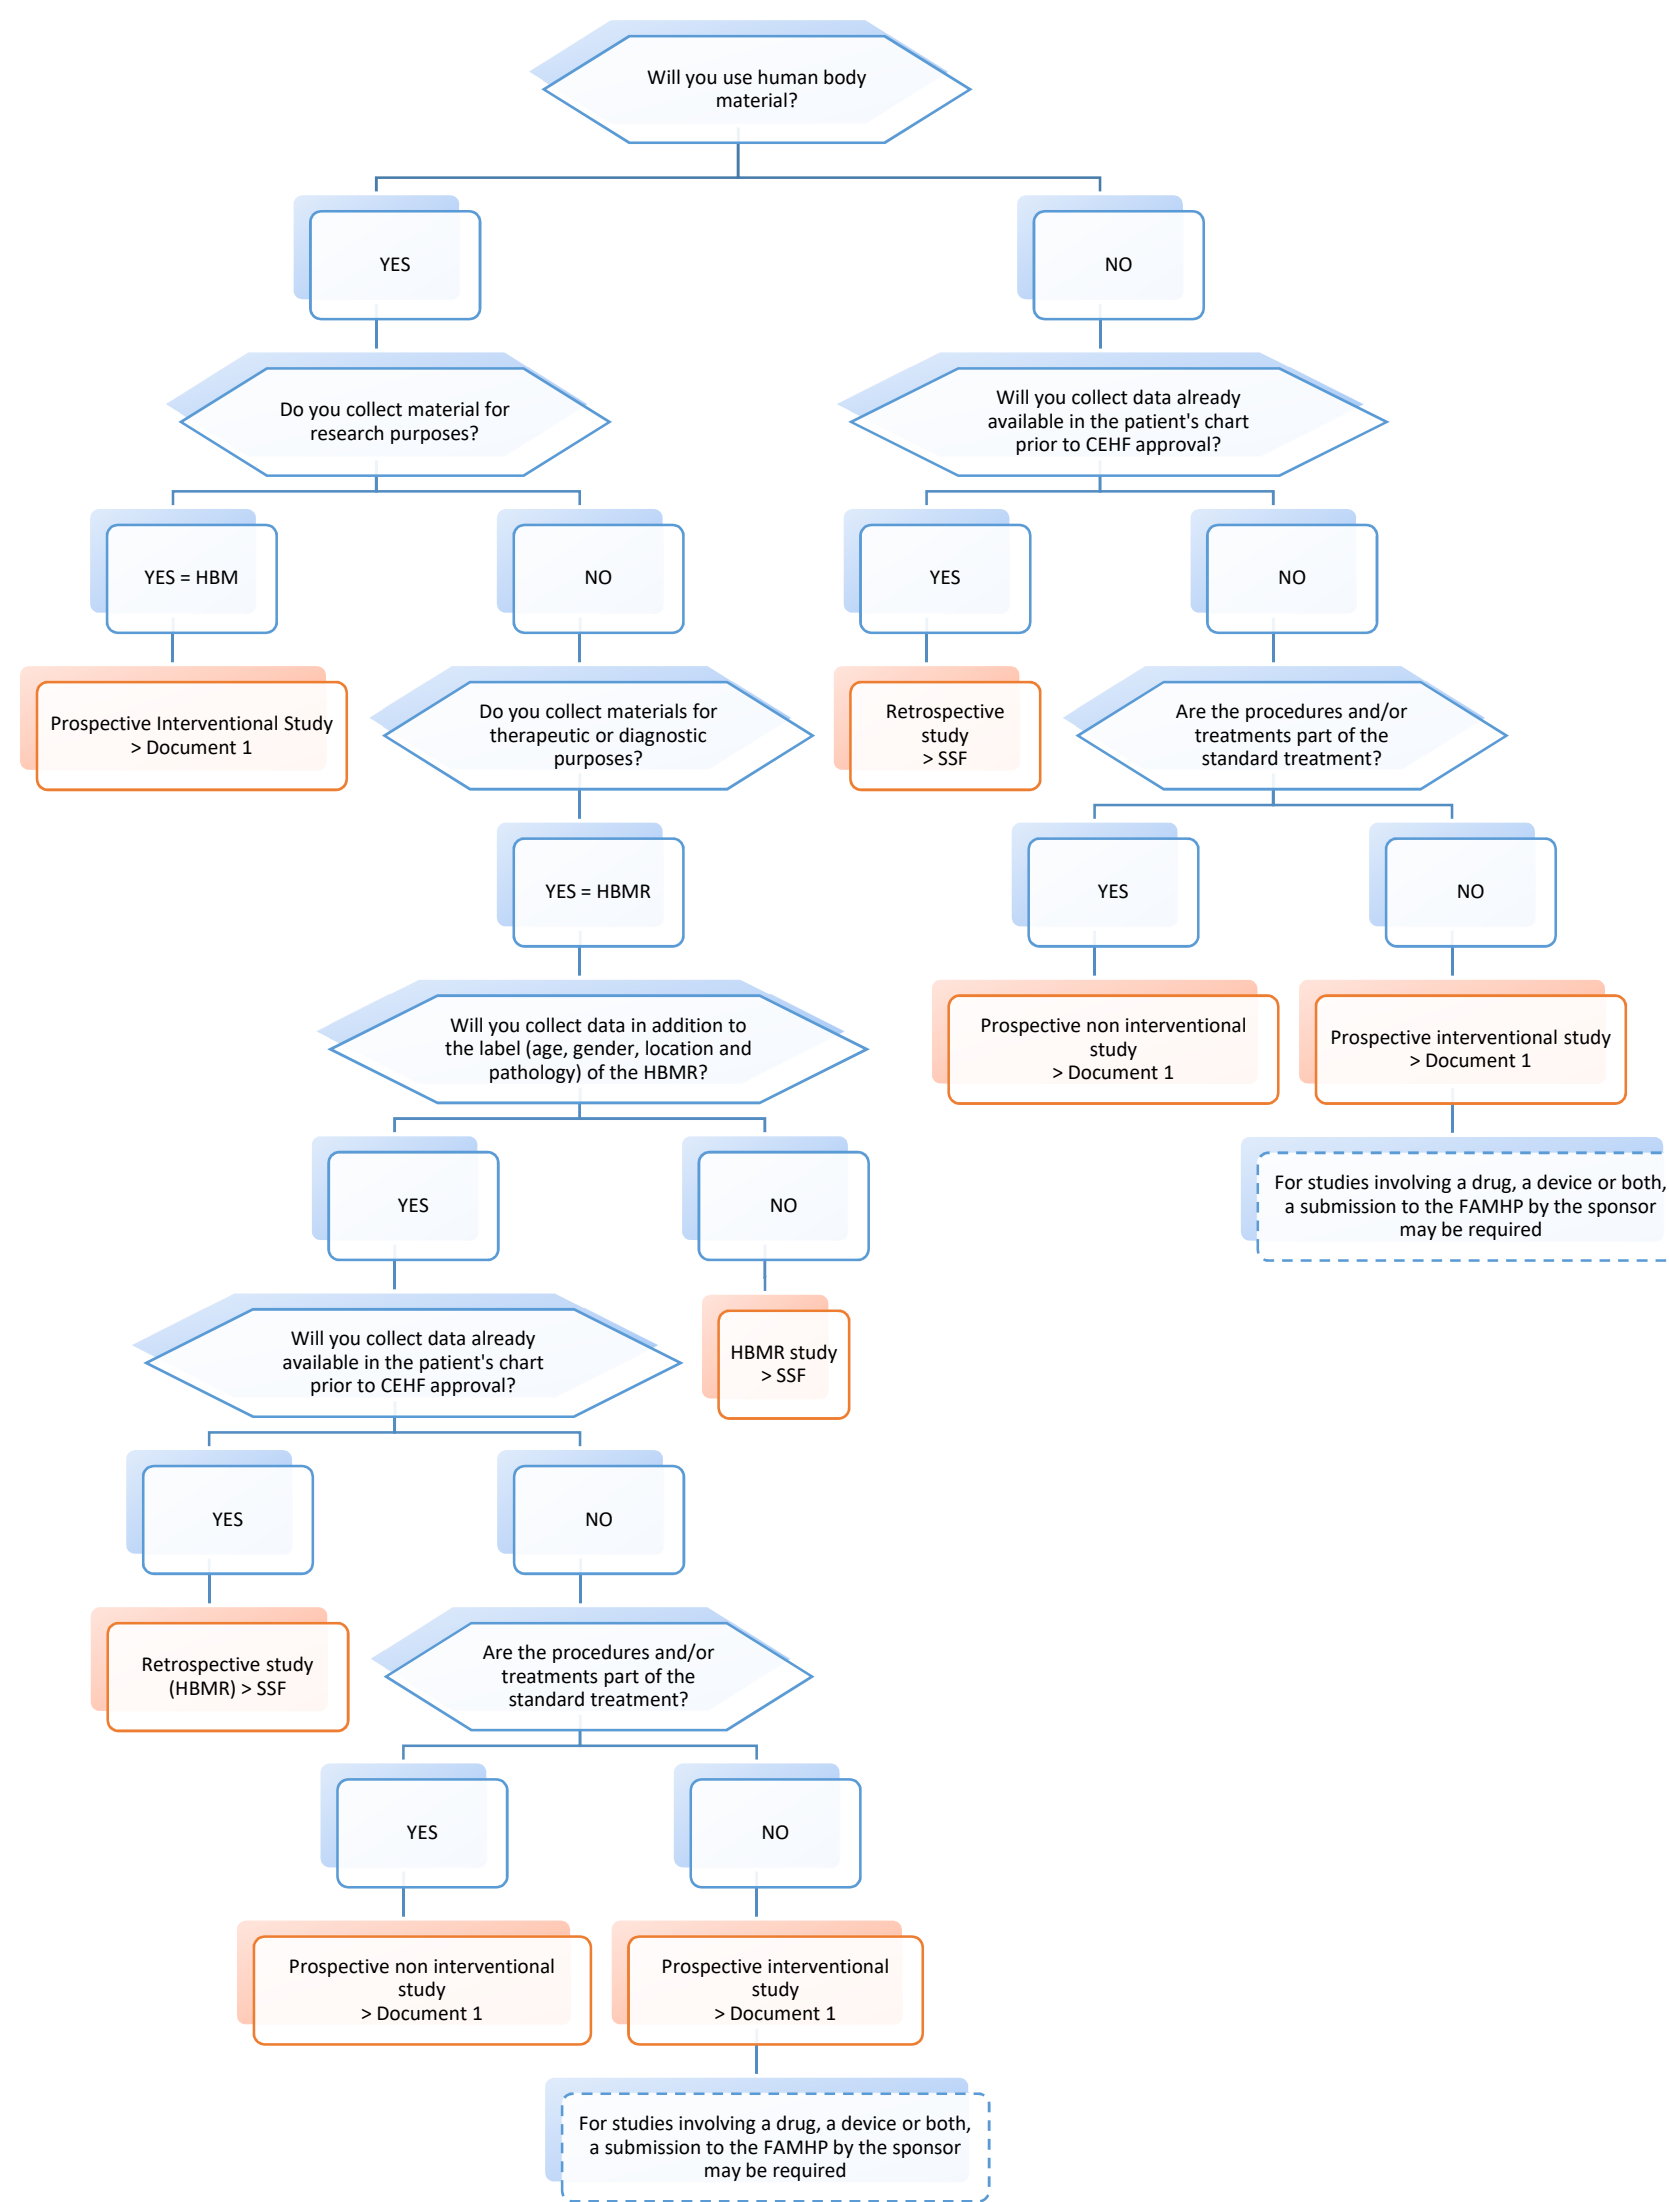 Will you use human body
material?
YES
NO
Do you collect material for
research purposes?
Will you collect data already
available in the patient's chart
prior to CEHF approval?
YES = HBM
NO
YES
NO
Prospective Interventional Study
> Document 1
Do you collect materials for
therapeutic or diagnostic
purposes?
Retrospective
study
> SSF
Are the procedures and/or
treatments part of the
standard treatment?
YES = HBMR
YES
NO
Will you collect data in addition to
the label (age, gender, location and
pathology) of the HBMR?
Prospective non interventional
study
> Document 1
Prospective interventional study
> Document 1
YES
NO
For studies involving a drug, a device or both,
a submission to the FAMHP by the sponsor
may be required
Will you collect data already
available in the patient's chart
prior to CEHF approval?
HBMR study
> SSF
YES
NO
Retrospective study
(HBMR) > SSF
Are the procedures and/or
treatments part of the
standard treatment?
YES
NO
Prospective non interventional
study
> Document 1
Prospective interventional
study
> Document 1
For studies involving a drug, a device or both,
a submission to the FAMHP by the sponsor
may be required